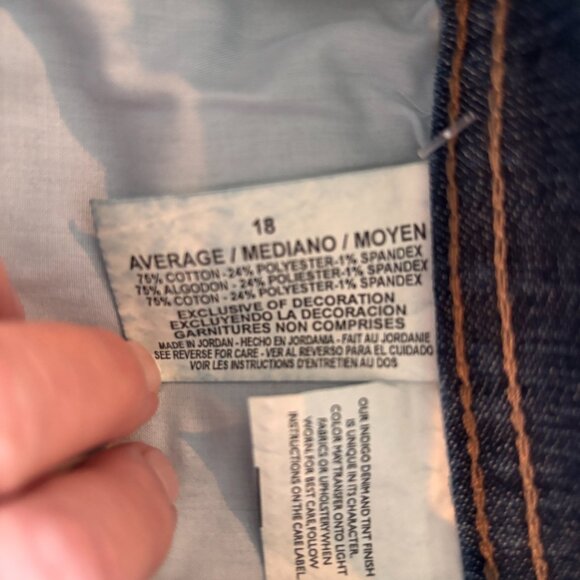 18
AVERAGE / MEDIANO / MOYEN
75% COTTON - 24% POLYESTER-1% SPANDEX
75% ALGODON - 24% POLIESTER-1% SPANDEX
75% COTON - 24% POLYESTER-1% SPANDEX
EXCLUSIVE OF DECORATION
EXCLUYENDO LA DECORACION
GARNITURES NON COMPRISES
MADE IN JORDAN - HECHO EN JORDANIA - FAIT AU JORDANIE
SEE REVERSE FOR CARE - VER AL REVERSO PARA EL CUIDADO
VOIR LES INSTRUCTIONS D'ENTRETIEN AU DOS
OUR INDIGO DENIM AND TINT FINISH
IS UNIQUE IN ITS CHARACTER.
COLOR MAY TRANSFER ONTO LIGHT
FABRICS OR UPHOLSTERY WHEN
WORN. FOR BEST CARE, FOLLOW
INSTRUCTIONS ON THE CARE LABEL.